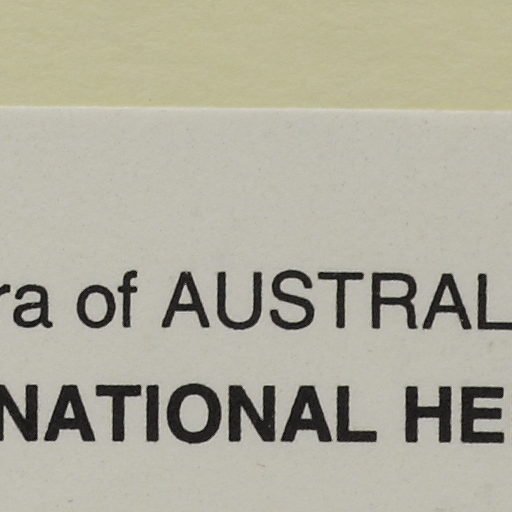 ra of AUSTRAL
NATIONAL HE